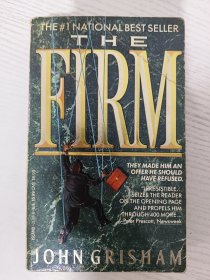 THE #1 NATIONAL BEST SELLER
THE
FIRM
THEY MADE HIM AN
OFFER HE SHOULD
HAVE REFUSED.
"IRRESISTIBLE...
SEIZES THE READER
ON THE OPENING PAGE
AND PROPELS HIM
THROUGH 400 MORE."
—Peter Prescott, Newsweek
JOHN GRISHAM